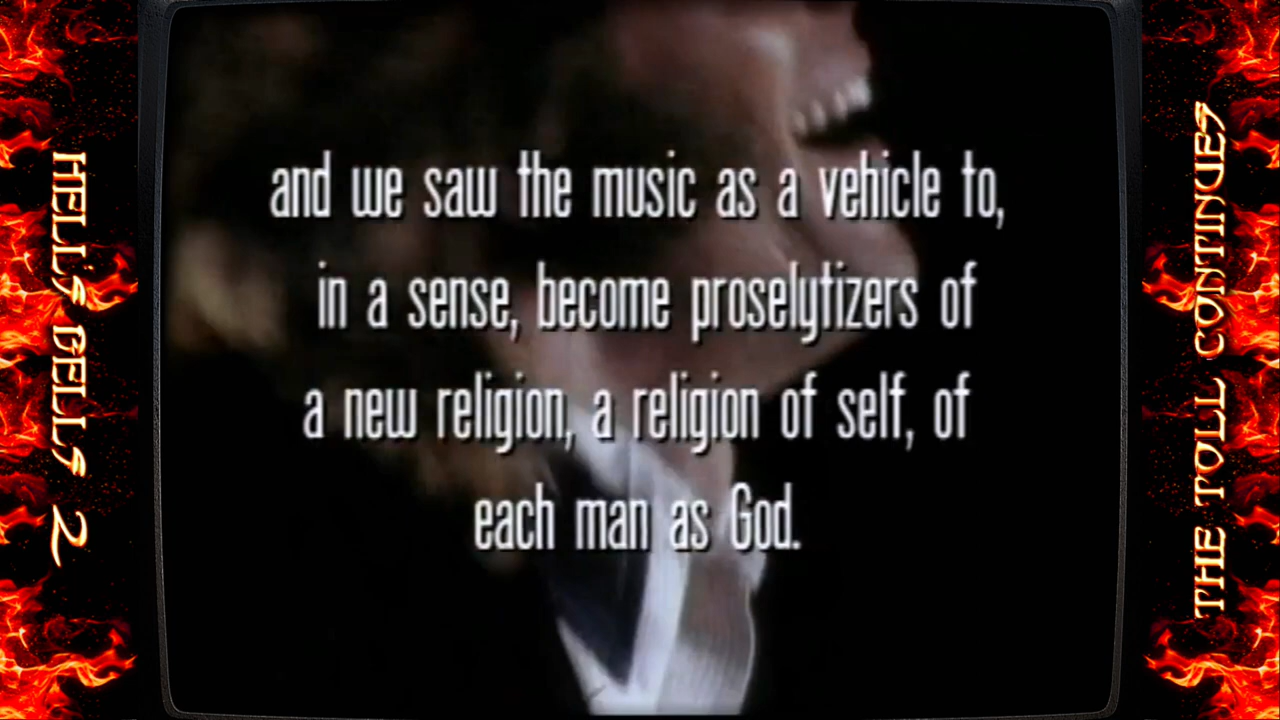 HELL'S BELLS 2
and we saw the music as a vehicle to,
in a sense, become proselytizers of
a new religion, a religion of self, of
each man as God.
THE TOLL CONTINUES